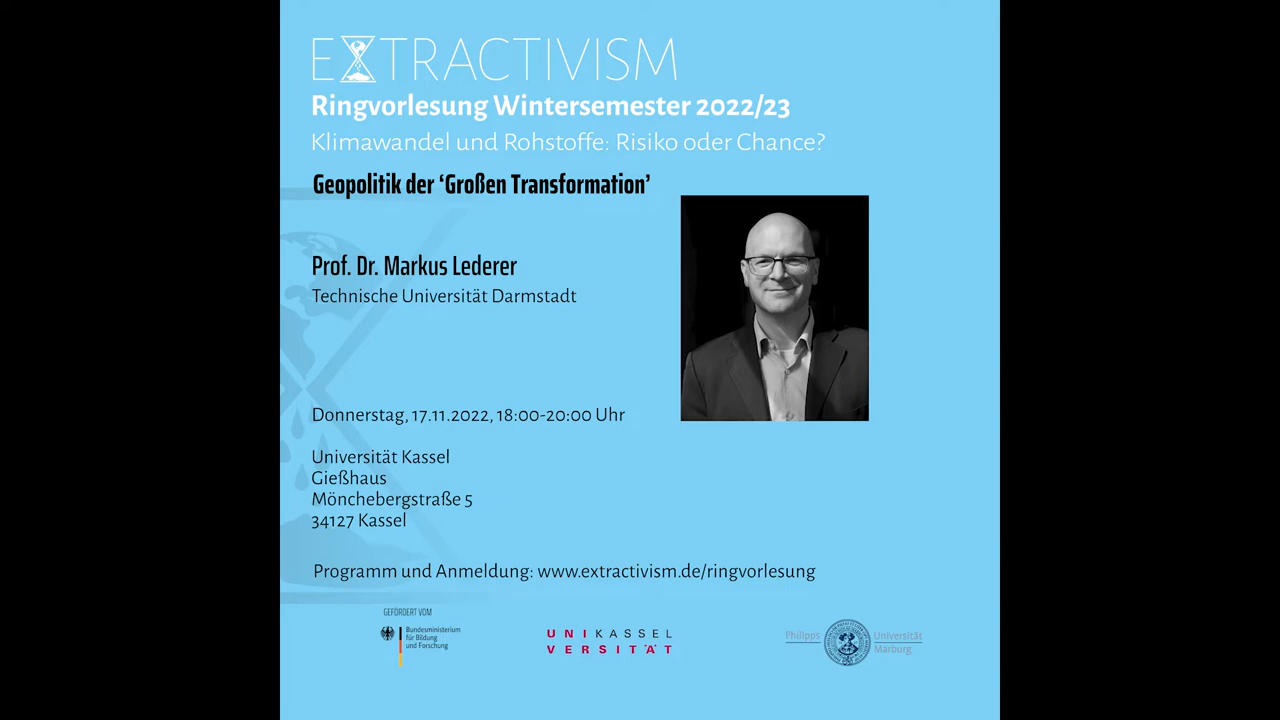 EXTRACTIVISM
Ringvorlesung Wintersemester 2022/23
Klimawandel und Rohstoffe: Risiko oder Chance?
Geopolitik der ‘Großen Transformation’
Prof. Dr. Markus Lederer
Technische Universität Darmstadt
Donnerstag, 17.11.2022, 18:00-20:00 Uhr
Universität Kassel
Gießhaus
Mönchebergstraße 5
34127 Kassel
Programm und Anmeldung: www.extractivism.de/ringvorlesung
GEFÖRDERT VOM
Bundesministerium
für Bildung
und Forschung
UNIKASSEL
VERSITÄT
Philipps Universität
Marburg